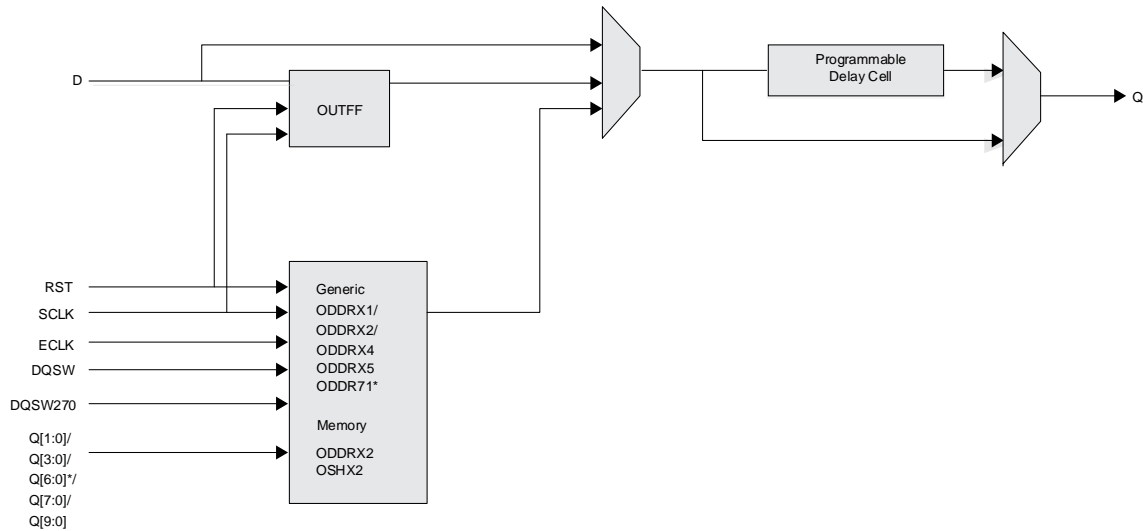 D
OUTFF
Programmable
Delay Cell
Q
RST
SCLK
ECLK
DQSW
DQSW270
Q[1:0]/
Q[3:0]/
Q[6:0]*/
Q[7:0]/
Q[9:0]
Generic
ODDRX1/
ODDRX2/
ODDRX4
ODDRX5
ODDR71*
Memory
ODDRX2
OSHX2